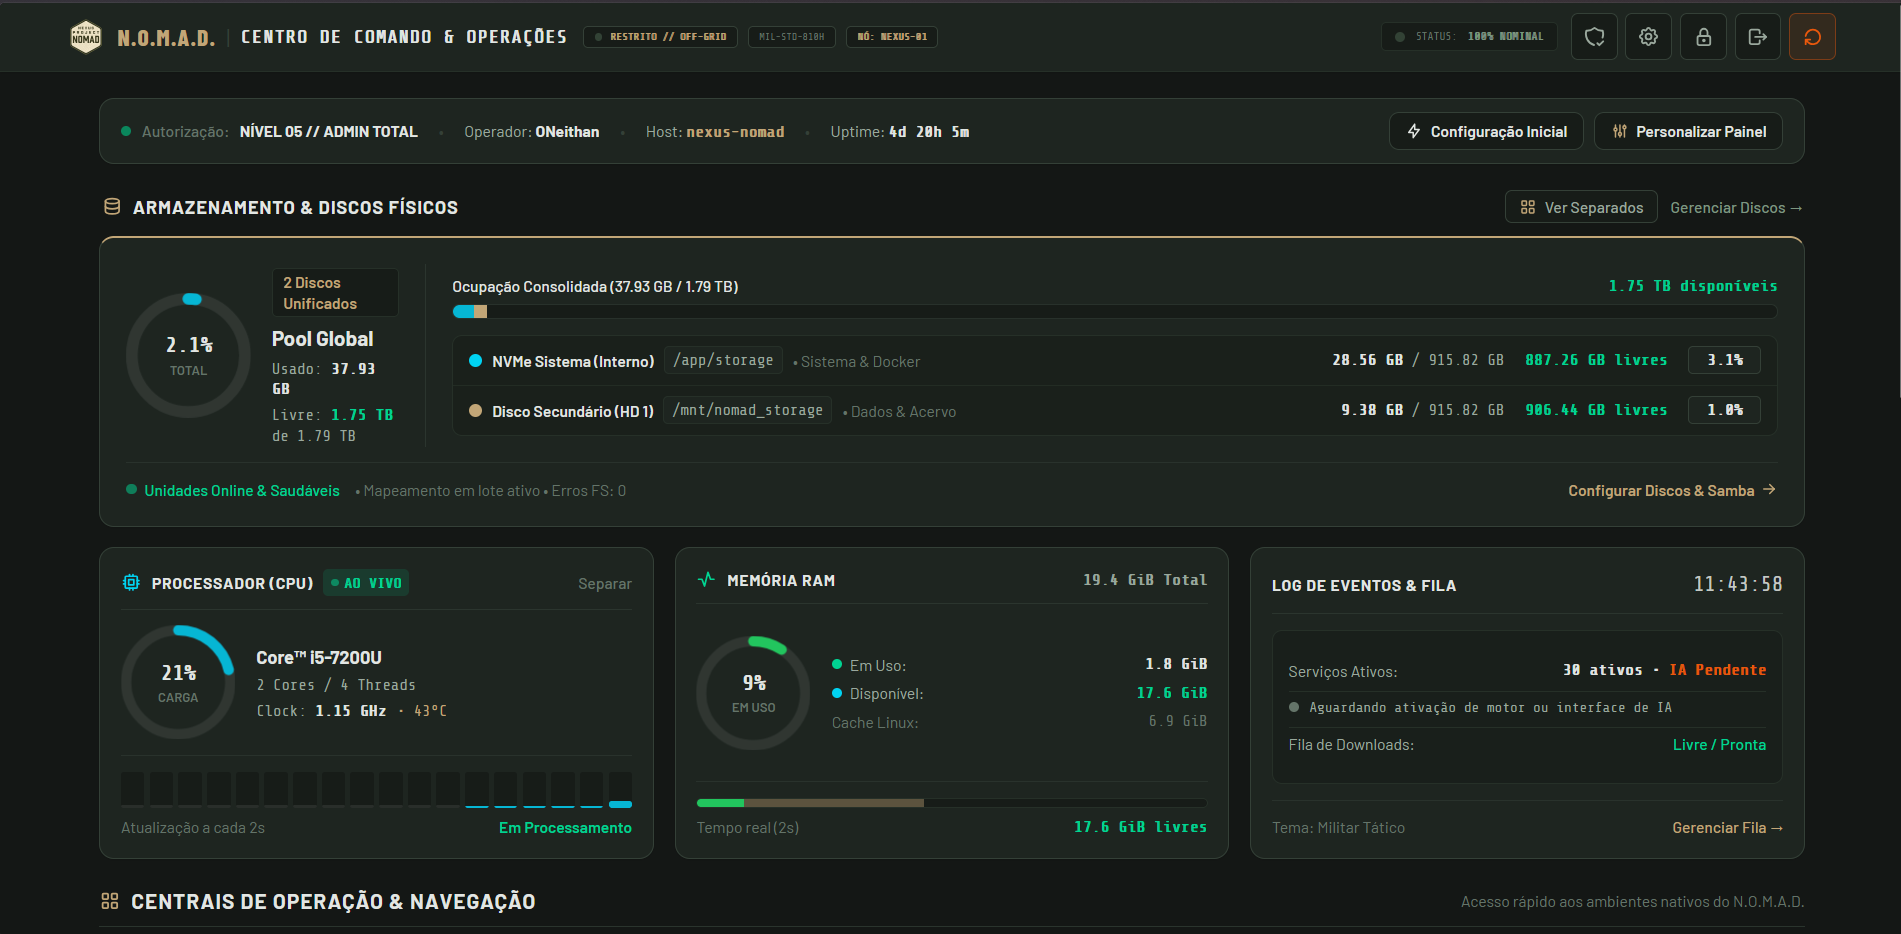 NEXUS PROJECT NOMAD
N.O.M.A.D. | CENTRO DE COMANDO & OPERAÇÕES
RESTRITO // OFF-GRID
MIL-STD-810H
NÓ: NEXUS-01
STATUS: 100% NOMINAL
Autorização: NÍVEL 05 // ADMIN TOTAL • Operador: ONeithan • Host: nexus-nomad • Uptime: 4d 20h 5m
Configuração Inicial
Personalizar Painel
ARMAZENAMENTO & DISCOS FÍSICOS
Ver Separados
Gerenciar Discos →
2.1%
TOTAL
2 Discos
Unificados
Pool Global
Usado: 37.93
GB
Livre: 1.75 TB
de 1.79 TB
Ocupação Consolidada (37.93 GB / 1.79 TB)
1.75 TB disponíveis
NVMe Sistema (Interno) /app/storage • Sistema & Docker
28.56 GB / 915.82 GB 887.26 GB livres 3.1%
Disco Secundário (HD 1) /mnt/nomad_storage • Dados & Acervo
9.38 GB / 915.82 GB 906.44 GB livres 1.0%
Unidades Online & Saudáveis • Mapeamento em lote ativo • Erros FS: 0
Configurar Discos & Samba →
PROCESSADOR (CPU)
AO VIVO
Separar
21%
CARGA
Core™ i5-7200U
2 Cores / 4 Threads
Clock: 1.15 GHz · 43°C
Atualização a cada 2s
Em Processamento
MEMÓRIA RAM
19.4 GiB Total
9%
EM USO
Em Uso: 1.8 GiB
Disponível: 17.6 GiB
Cache Linux: 6.9 GiB
Tempo real (2s)
17.6 GiB livres
LOG DE EVENTOS & FILA
11:43:58
Serviços Ativos: 30 ativos · IA Pendente
Aguardando ativação de motor ou interface de IA
Fila de Downloads: Livre / Pronta
Tema: Militar Tático
Gerenciar Fila →
CENTRAIS DE OPERAÇÃO & NAVEGAÇÃO
Acesso rápido aos ambientes nativos do N.O.M.A.D.